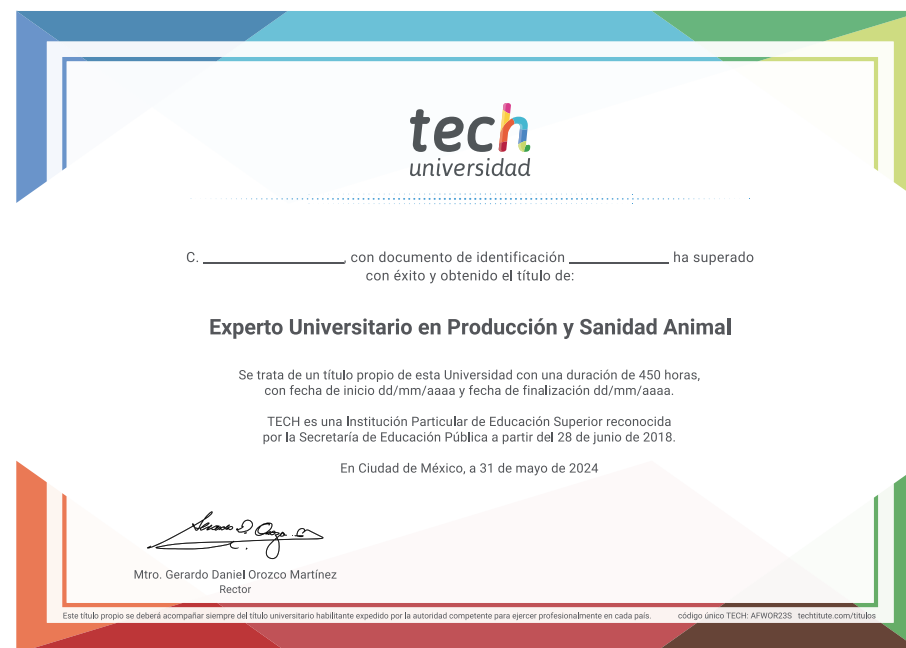 tech
universidad
C. ____________, con documento de identificación ____________ ha superado
con éxito y obtenido el título de:
Experto Universitario en Producción y Sanidad Animal
Se trata de un título propio de esta Universidad con una duración de 450 horas,
con fecha de inicio dd/mm/aaaa y fecha de finalización dd/mm/aaaa.
TECH es una Institución Particular de Educación Superior reconocida
por la Secretaría de Educación Pública a partir del 28 de junio de 2018.
En Ciudad de México, a 31 de mayo de 2024
Mtro. Gerardo Daniel Orozco Martínez
Rector
Este título propio se deberá acompañar siempre del título universitario habilitante expedido por la autoridad competente para ejercer profesionalmente en cada país. código único TECH: AFWOR23S techtitute.com/titulos